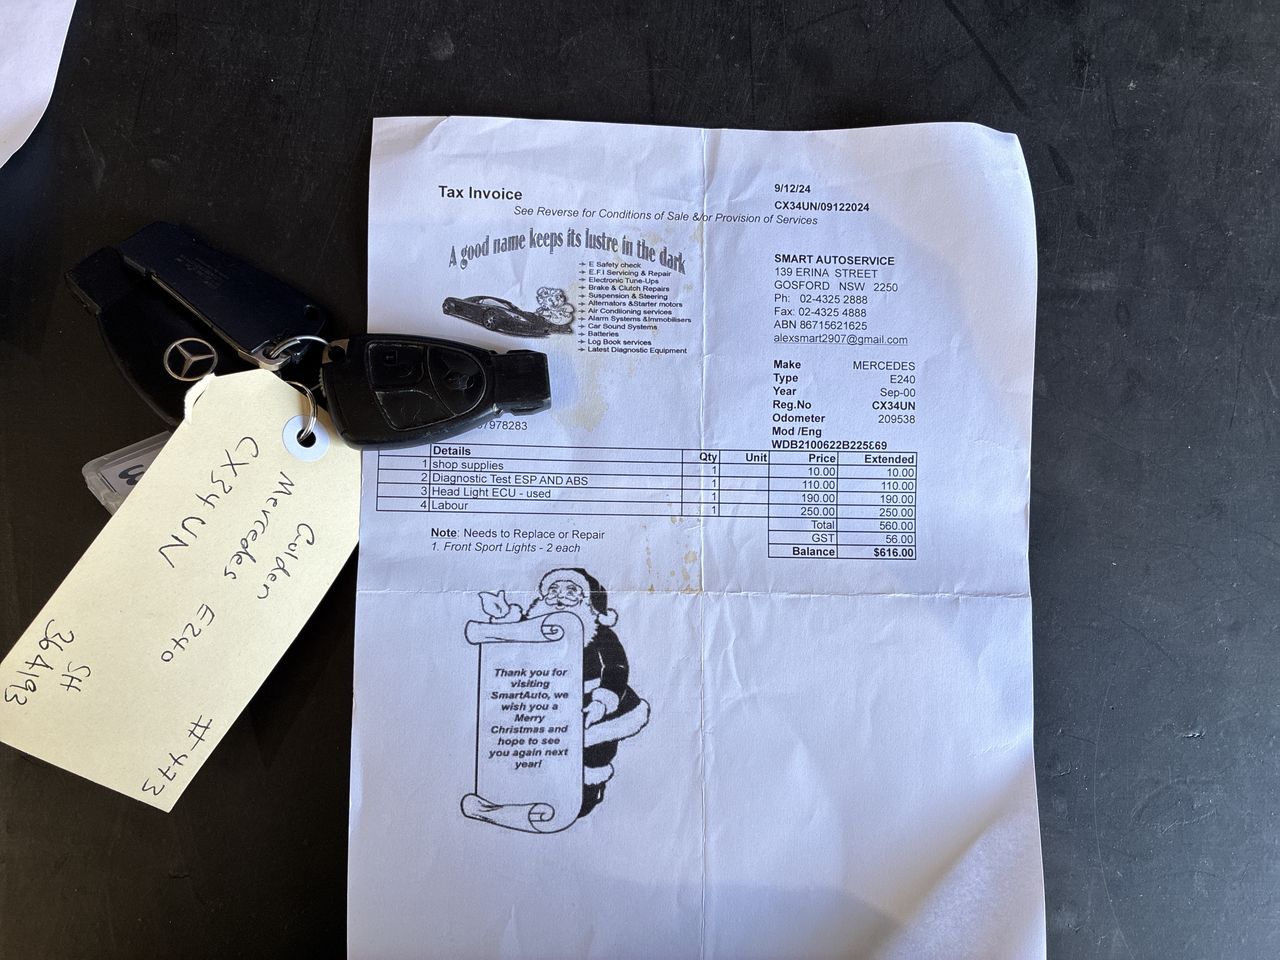 Tax Invoice
9/12/24
CX34UN/09122024
See Reverse for Conditions of Sale &/or Provision of Services
A good name keeps its lustre in the dark
E Safety check
E.F.I Servicing & Repair
Electronic Tune-Ups
Brake & Clutch Repairs
Suspension & Steering
Alternators &Starter motors
Air Condiioning services
Alarm Systems &Immobilisers
Car Sound Systems
Batteries
Log Book services
Latest Diagnostic Equipment
SMART AUTOSERVICE
139 ERINA STREET
GOSFORD NSW 2250
Ph: 02-4325 2888
Fax: 02-4325 4888
ABN 86715621625
alexsmart2907@gmail.com
Make MERCEDES
Type E240
Year Sep-00
Reg.No CX34UN
Odometer 209538
Mod /Eng
WDB2100622B225869
7978283
Details Qty Unit Price Extended
1 shop supplies 1 10.00 10.00
2 Diagnostic Test ESP AND ABS 1 110.00 110.00
3 Head Light ECU - used 1 190.00 190.00
4 Labour 1 250.00 250.00
Total 560.00
GST 56.00
Balance $616.00
Note: Needs to Replace or Repair
1. Front Sport Lights - 2 each
Thank you for
visiting
SmartAuto, we
wish you a
Merry
Christmas and
hope to see
you again next
year!
Mercedes E240
CX34UN
SH
364193
#473